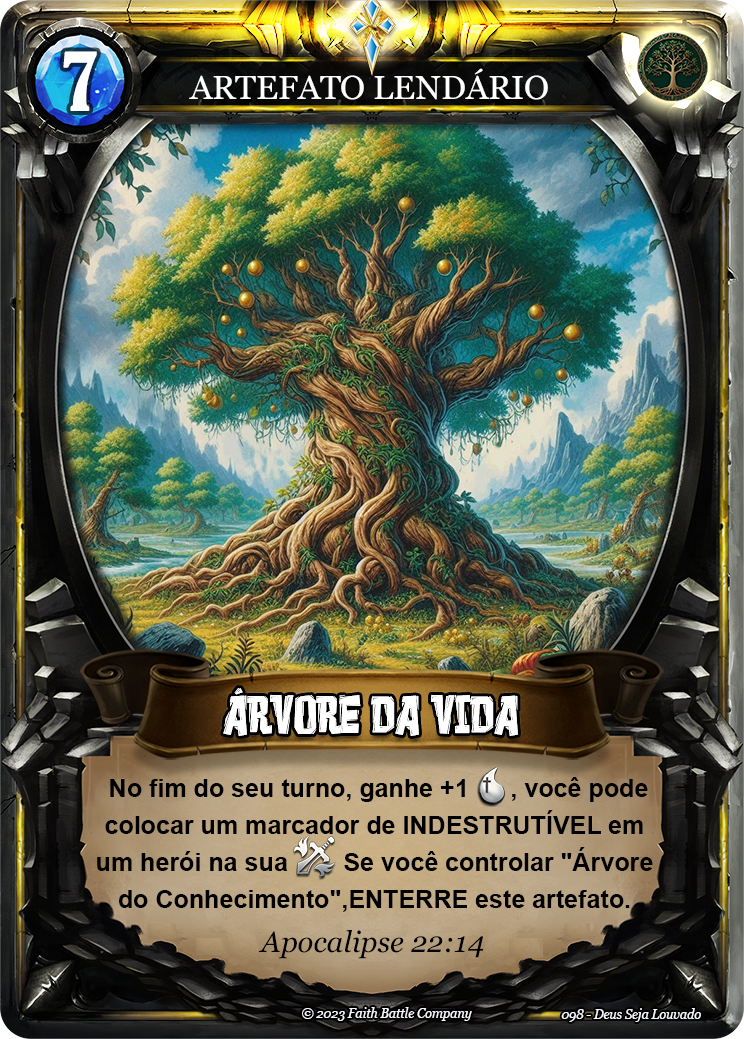 7
ARTEFATO LENDÁRIO
ÁRVORE DA VIDA
No fim do seu turno, ganhe +1 , você pode
colocar um marcador de INDESTRUTÍVEL em
um herói na sua Se você controlar "Árvore
do Conhecimento",ENTERRE este artefato.
Apocalipse 22:14
© 2023 Faith Battle Company
098 - Deus Seja Louvado